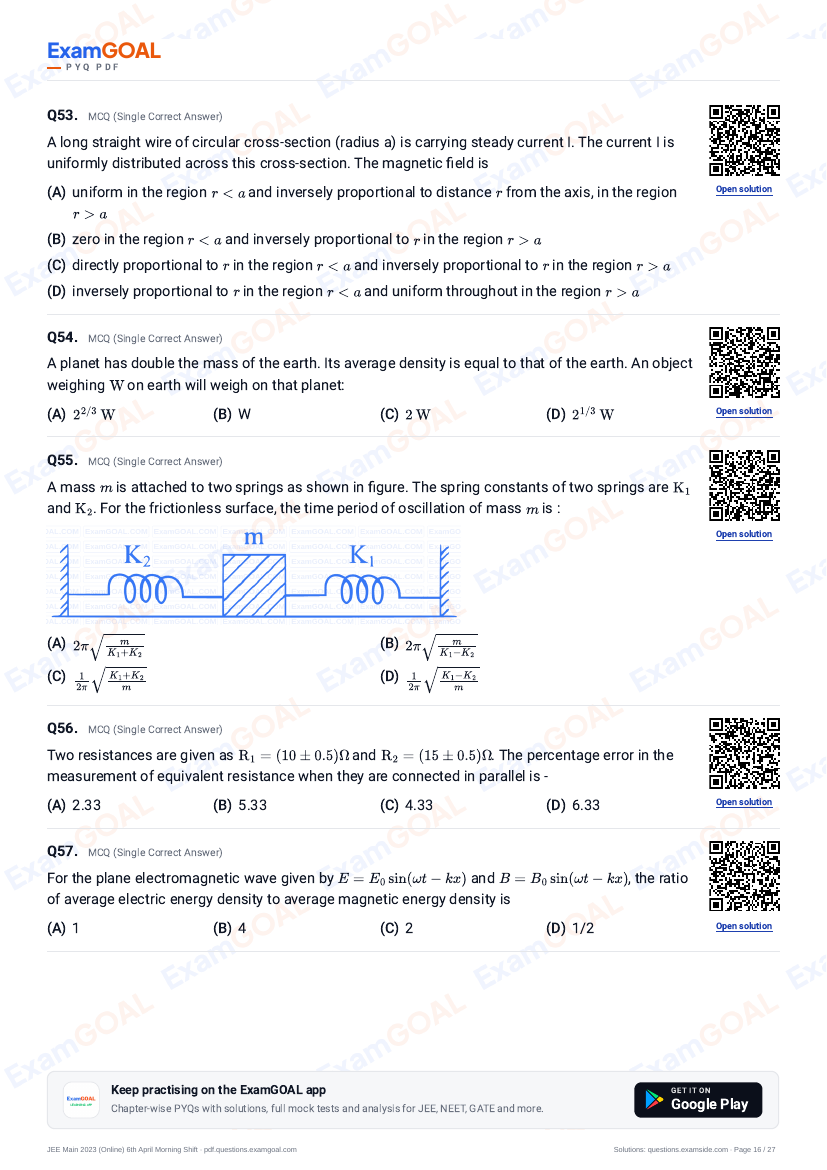 ExamGOAL
PYQ PDF
Q53. MCQ (Single Correct Answer)
A long straight wire of circular cross-section (radius a) is carrying steady current I. The current I is
uniformly distributed across this cross-section. The magnetic field is
(A) uniform in the region r < a and inversely proportional to distance r from the axis, in the region
r > a
(B) zero in the region r < a and inversely proportional to r in the region r > a
(C) directly proportional to r in the region r < a and inversely proportional to r in the region r > a
(D) inversely proportional to r in the region r < a and uniform throughout in the region r > a
Open solution
Q54. MCQ (Single Correct Answer)
A planet has double the mass of the earth. Its average density is equal to that of the earth. An object
weighing W on earth will weigh on that planet:
(A) 2^{2/3} W (B) W (C) 2 W (D) 2^{1/3} W
Open solution
Q55. MCQ (Single Correct Answer)
A mass m is attached to two springs as shown in figure. The spring constants of two springs are K₁
and K₂. For the frictionless surface, the time period of oscillation of mass m is :
Open solution
K₂ m K₁
(A) 2π√(m/(K₁+K₂)) (B) 2π√(m/(K₁−K₂))
(C) 1/(2π) √((K₁+K₂)/m) (D) 1/(2π) √((K₁−K₂)/m)
Q56. MCQ (Single Correct Answer)
Two resistances are given as R₁ = (10 ± 0.5)Ω and R₂ = (15 ± 0.5)Ω. The percentage error in the
measurement of equivalent resistance when they are connected in parallel is -
(A) 2.33 (B) 5.33 (C) 4.33 (D) 6.33
Open solution
Q57. MCQ (Single Correct Answer)
For the plane electromagnetic wave given by E = E₀ sin(ωt − kx) and B = B₀ sin(ωt − kx), the ratio
of average electric energy density to average magnetic energy density is
(A) 1 (B) 4 (C) 2 (D) 1/2
Open solution
ExamGOAL
Keep practising on the ExamGOAL app
Chapter-wise PYQs with solutions, full mock tests and analysis for JEE, NEET, GATE and more.
GET IT ON
Google Play
JEE Main 2023 (Online) 6th April Morning Shift · pdf.questions.examgoal.com
Solutions: questions.examside.com · Page 16 / 27